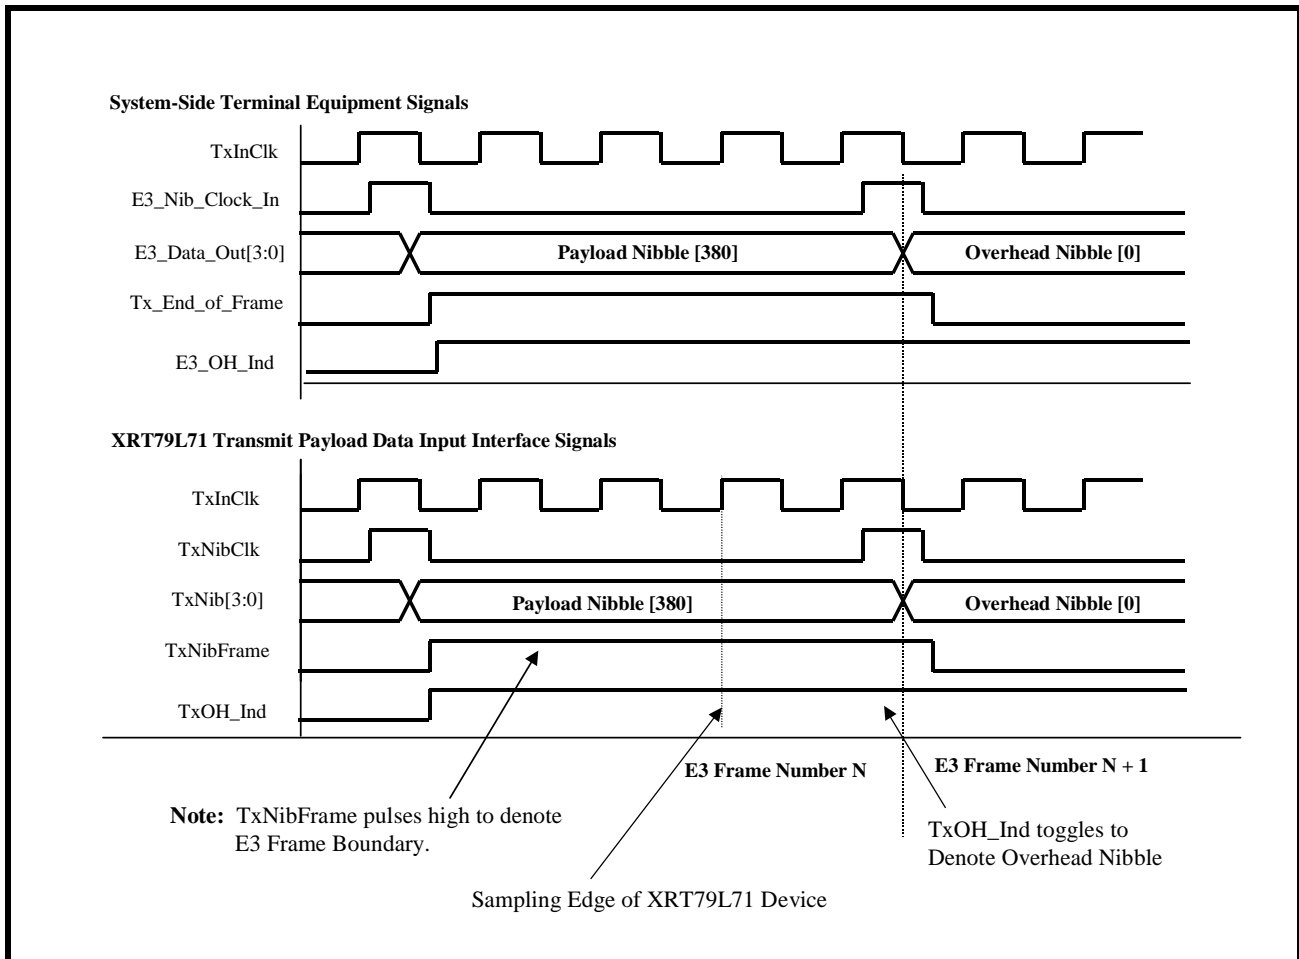 System-Side Terminal Equipment Signals
TxInClk
E3_Nib_Clock_In
E3_Data_Out[3:0]
Payload Nibble [380]
Overhead Nibble [0]
Tx_End_of_Frame
E3_OH_Ind
XRT79L71 Transmit Payload Data Input Interface Signals
TxInClk
TxNibClk
TxNib[3:0]
Payload Nibble [380]
Overhead Nibble [0]
TxNibFrame
TxOH_Ind
E3 Frame Number N
E3 Frame Number N + 1
Note: TxNibFrame pulses high to denote
E3 Frame Boundary.
TxOH_Ind toggles to
Denote Overhead Nibble
Sampling Edge of XRT79L71 Device